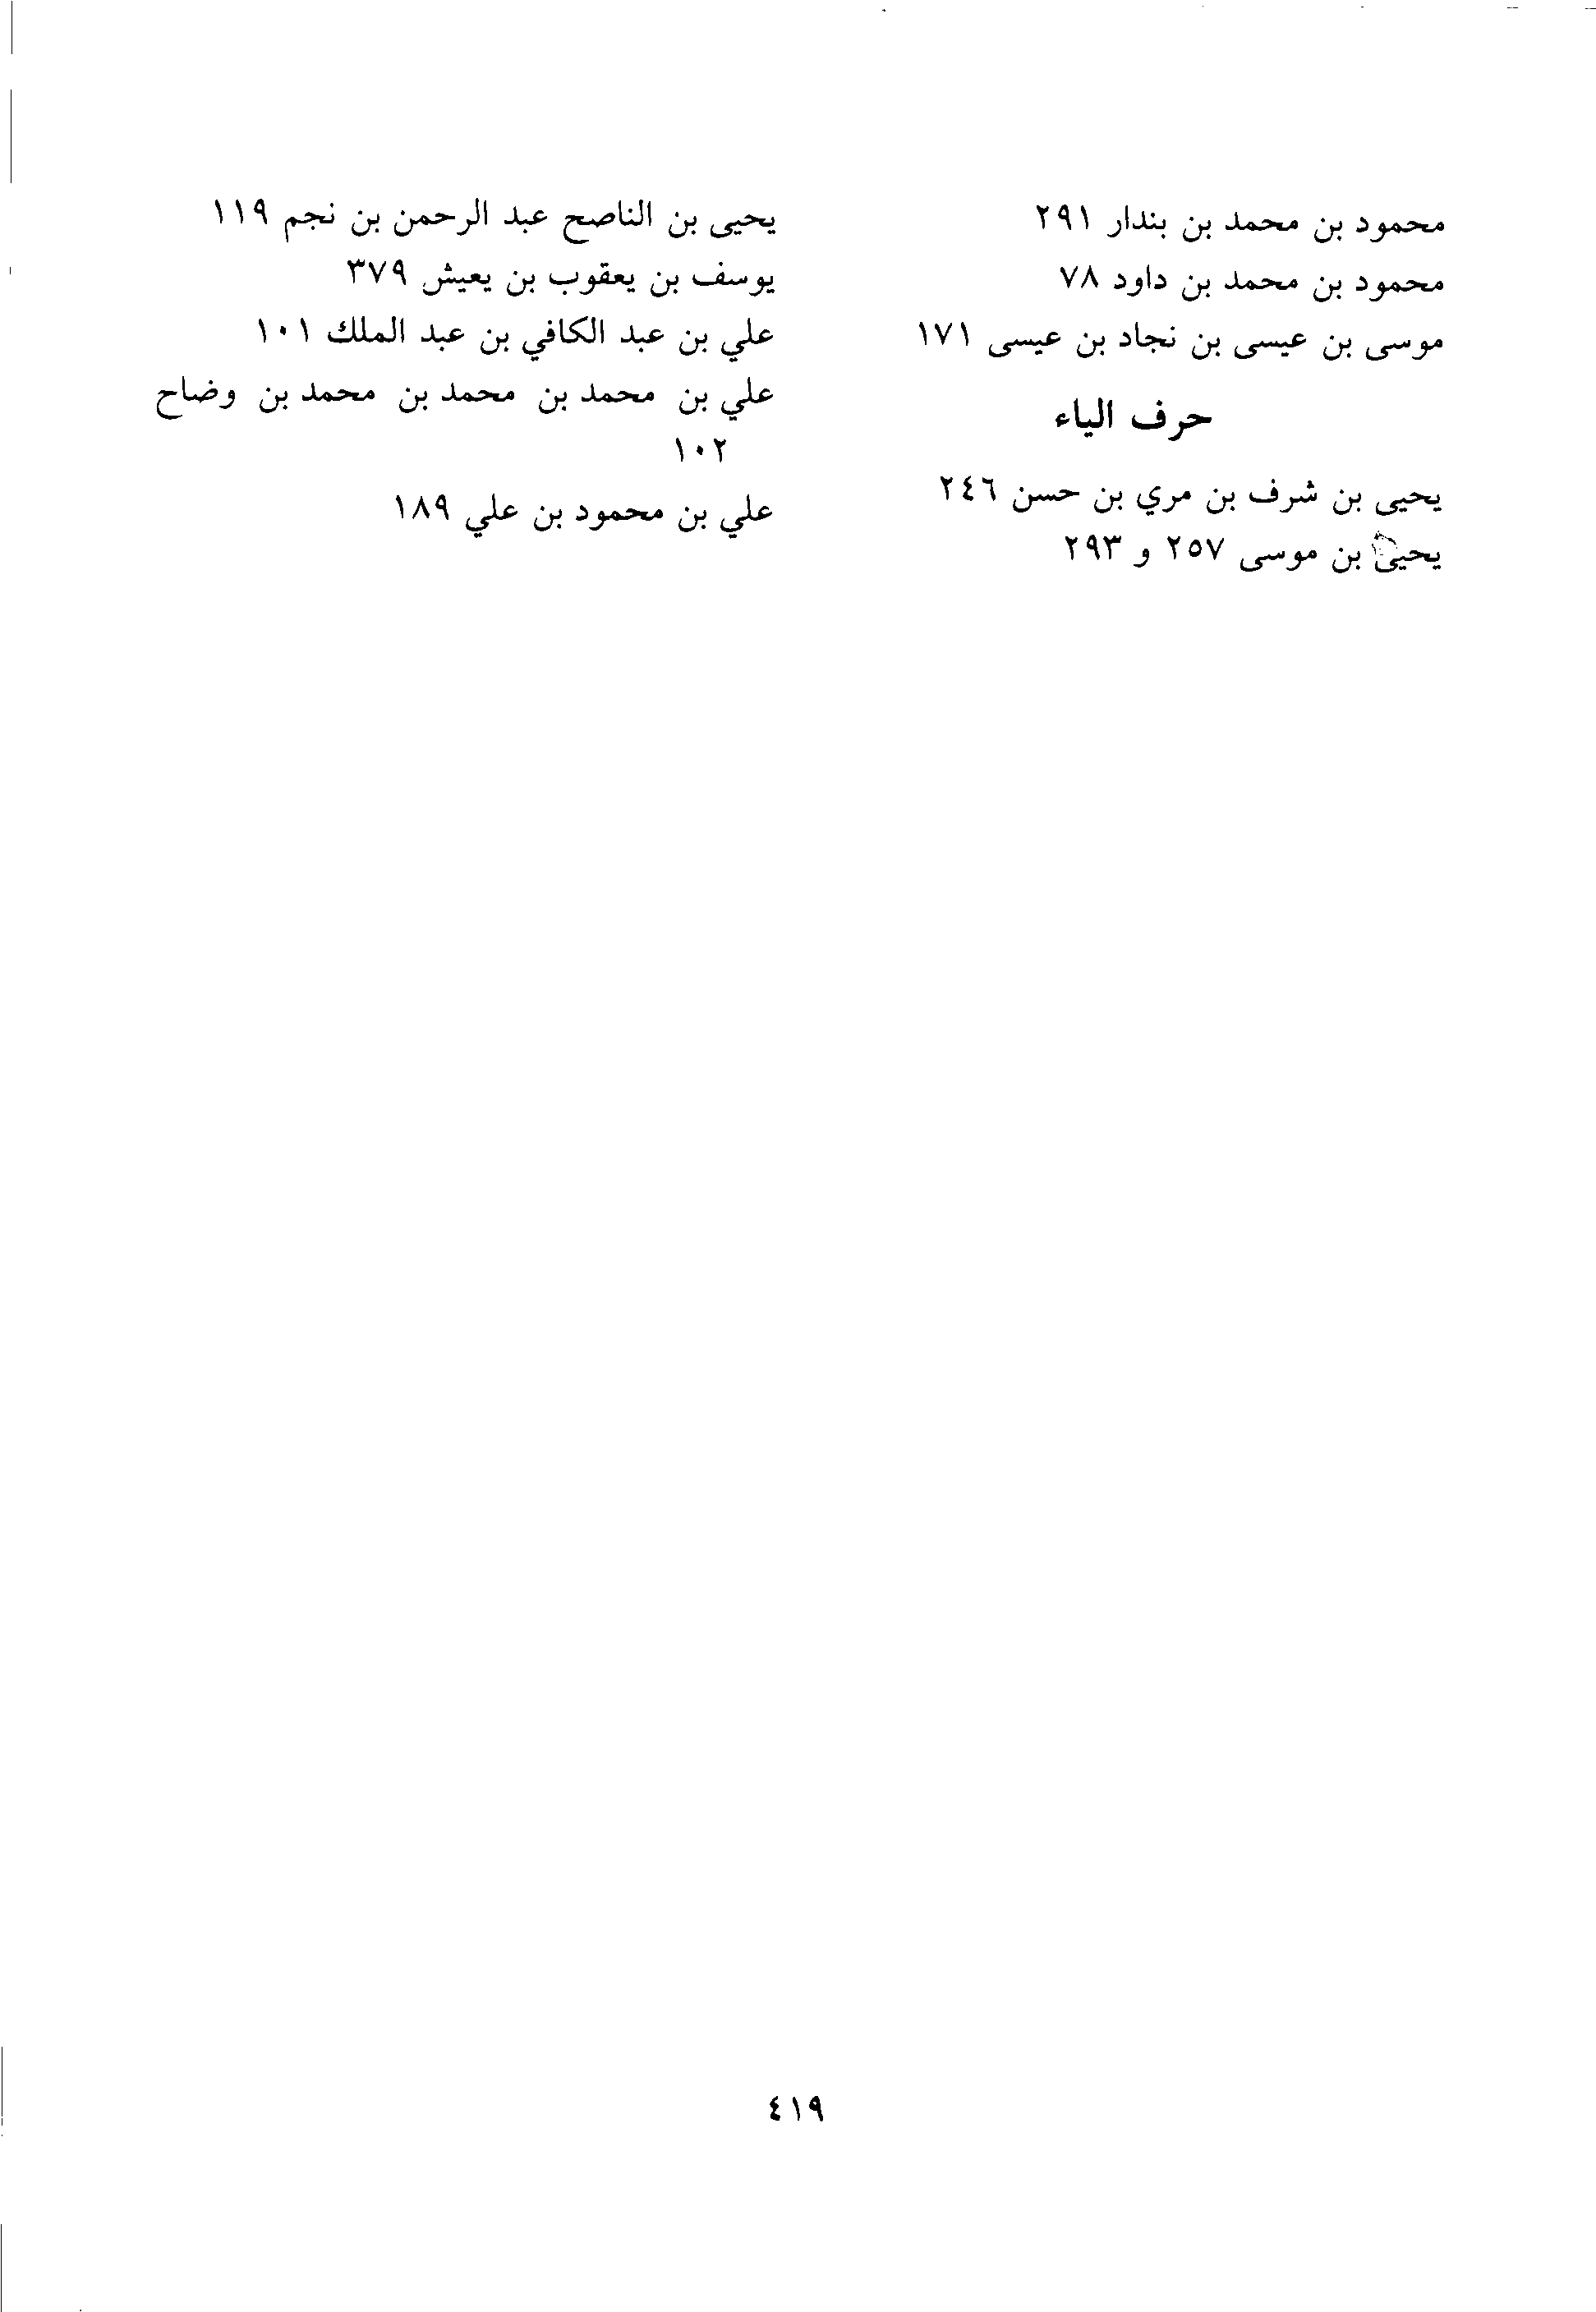 محمود بن محمد بن بندار ٢٩١
محمود بن محمد بن داود ٧٨
موسى بن عيسى بن نجاد بن عيسى ١٧١
حرف الياء
يحيى بن شرف بن مري بن حسن ٢٤٦
يحيى بن موسى ٢٥٧ و ٢٩٣
يحيى بن الناصح عبد الرحمن بن نجم ١١٩
يوسف بن يعقوب بن يعيش ٣٧٩
علي بن عبد الكافي بن عبد الملك ١٠١
علي بن محمد بن محمد بن محمد بن وضاح
١٠٢
علي بن محمود بن علي ١٨٩
٤١٩